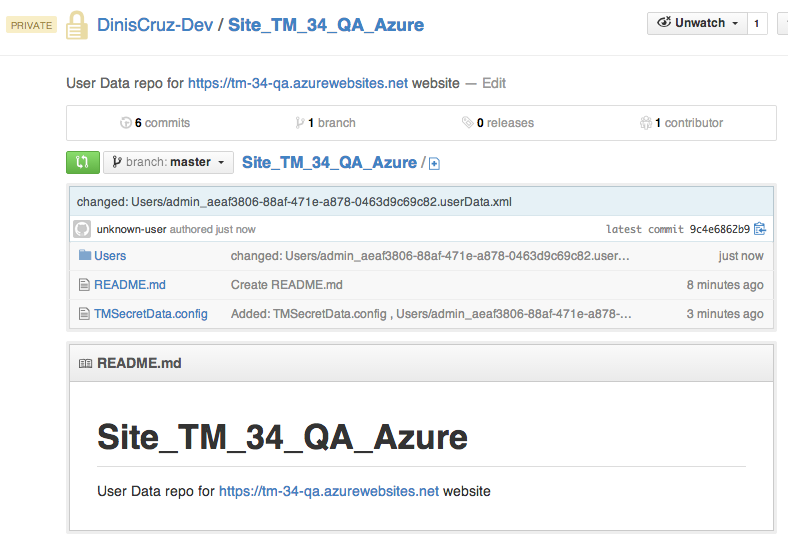 PRIVATE DinisCruz-Dev / Site_TM_34_QA_Azure Unwatch 1
User Data repo for https://tm-34-qa.azurewebsites.net website — Edit
6 commits 1 branch 0 releases 1 contributor
branch: master Site_TM_34_QA_Azure /
changed: Users/admin_aeaf3806-88af-471e-a878-0463d9c69c82.userData.xml
unknown-user authored just now latest commit 9c4e6862b9
Users changed: Users/admin_aeaf3806-88af-471e-a878-0463d9c69c82.user... just now
README.md Create README.md 8 minutes ago
TMSecretData.config Added: TMSecretData.config , Users/admin_aeaf3806-88af-471e-a878-... 3 minutes ago
README.md
Site_TM_34_QA_Azure
User Data repo for https://tm-34-qa.azurewebsites.net website